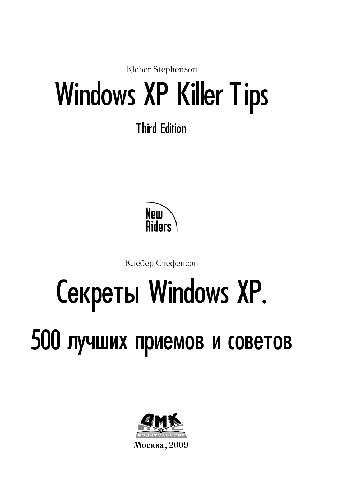 Kleber Stephenson
Windows XP Killer Tips
Third Edition
New
Riders
Клебер Стефенсон
Секреты Windows XP.
500 лучших приемов и советов
ДМК
Москва, 2009